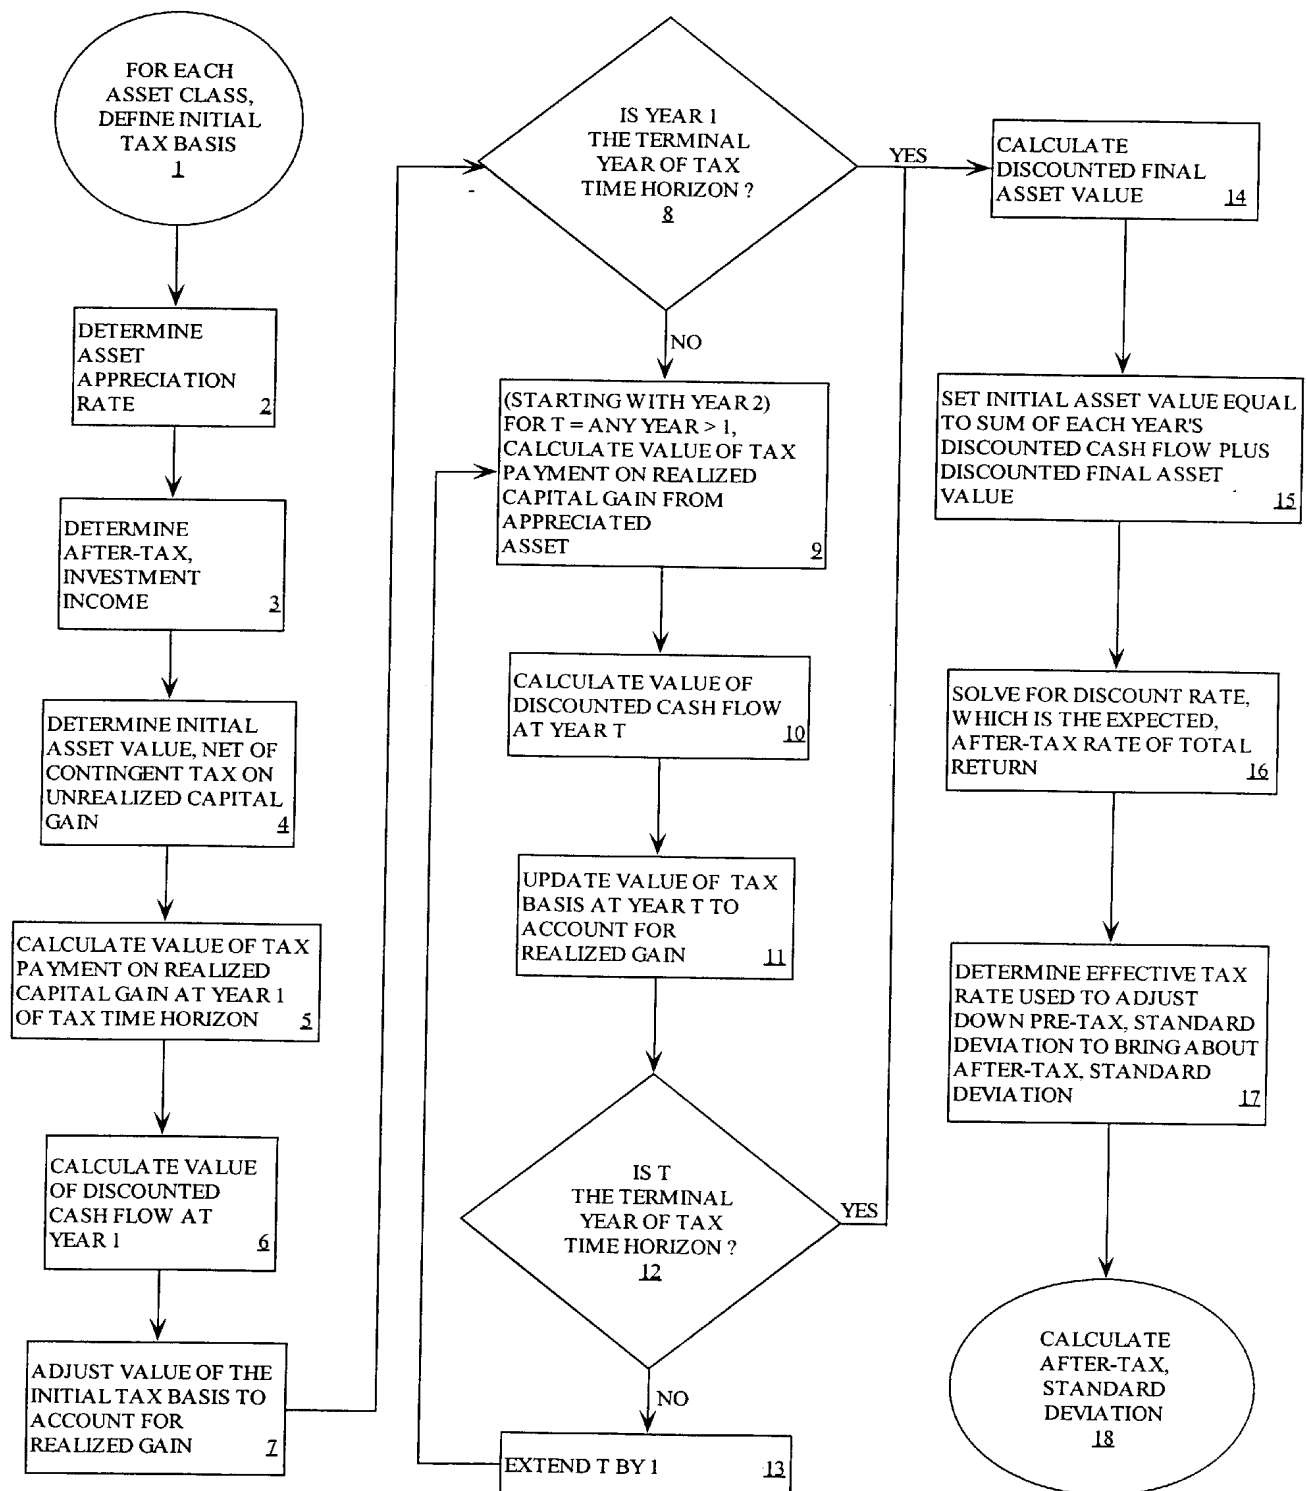 FOR EACH
ASSET CLASS,
DEFINE INITIAL
TAX BASIS
1
DETERMINE
ASSET
APPRECIATION
RATE 2
DETERMINE
AFTER-TAX,
INVESTMENT
INCOME 3
DETERMINE INITIAL
ASSET VALUE, NET OF
CONTINGENT TAX ON
UNREALIZED CAPITAL
GAIN 4
CALCULATE VALUE OF TAX
PAYMENT ON REALIZED
CAPITAL GAIN AT YEAR 1
OF TAX TIME HORIZON 5
CALCULATE VALUE
OF DISCOUNTED
CASH FLOW AT
YEAR 1 6
ADJUST VALUE OF THE
INITIAL TAX BASIS TO
ACCOUNT FOR
REALIZED GAIN 7
IS YEAR 1
THE TERMINAL
YEAR OF TAX
TIME HORIZON ?
8
YES
NO
(STARTING WITH YEAR 2)
FOR T = ANY YEAR > 1,
CALCULATE VALUE OF TAX
PAYMENT ON REALIZED
CAPITAL GAIN FROM
APPRECIATED
ASSET 9
CALCULATE VALUE OF
DISCOUNTED CASH FLOW
AT YEAR T 10
UPDATE VALUE OF TAX
BASIS AT YEAR T TO
ACCOUNT FOR
REALIZED GAIN 11
IS T
THE TERMINAL
YEAR OF TAX
TIME HORIZON ?
12
YES
NO
EXTEND T BY 1 13
CALCULATE
DISCOUNTED FINAL
ASSET VALUE 14
SET INITIAL ASSET VALUE EQUAL
TO SUM OF EACH YEAR'S
DISCOUNTED CASH FLOW PLUS
DISCOUNTED FINAL ASSET
VALUE 15
SOLVE FOR DISCOUNT RATE,
WHICH IS THE EXPECTED,
AFTER-TAX RATE OF TOTAL
RETURN 16
DETERMINE EFFECTIVE TAX
RATE USED TO ADJUST
DOWN PRE-TAX, STANDARD
DEVIATION TO BRING ABOUT
AFTER-TAX, STANDARD
DEVIATION 17
CALCULATE
AFTER-TAX,
STANDARD
DEVIATION
18